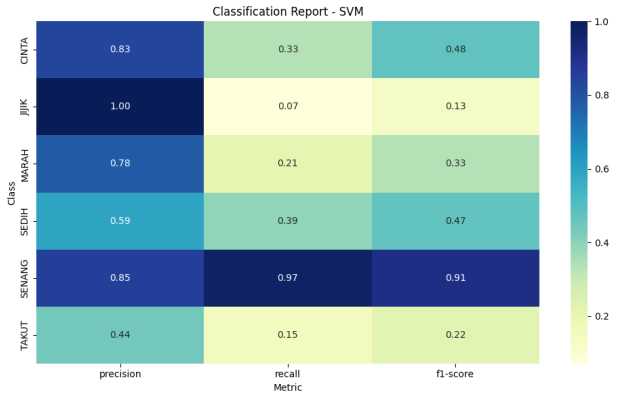 Classification Report - SVM
Class
CINTA 0.83 0.33 0.48
JIJIK 1.00 0.07 0.13
MARAH 0.78 0.21 0.33
SEDIH 0.59 0.39 0.47
SENANG 0.85 0.97 0.91
TAKUT 0.44 0.15 0.22
precision recall f1-score
Metric
1.0
0.8
0.6
0.4
0.2